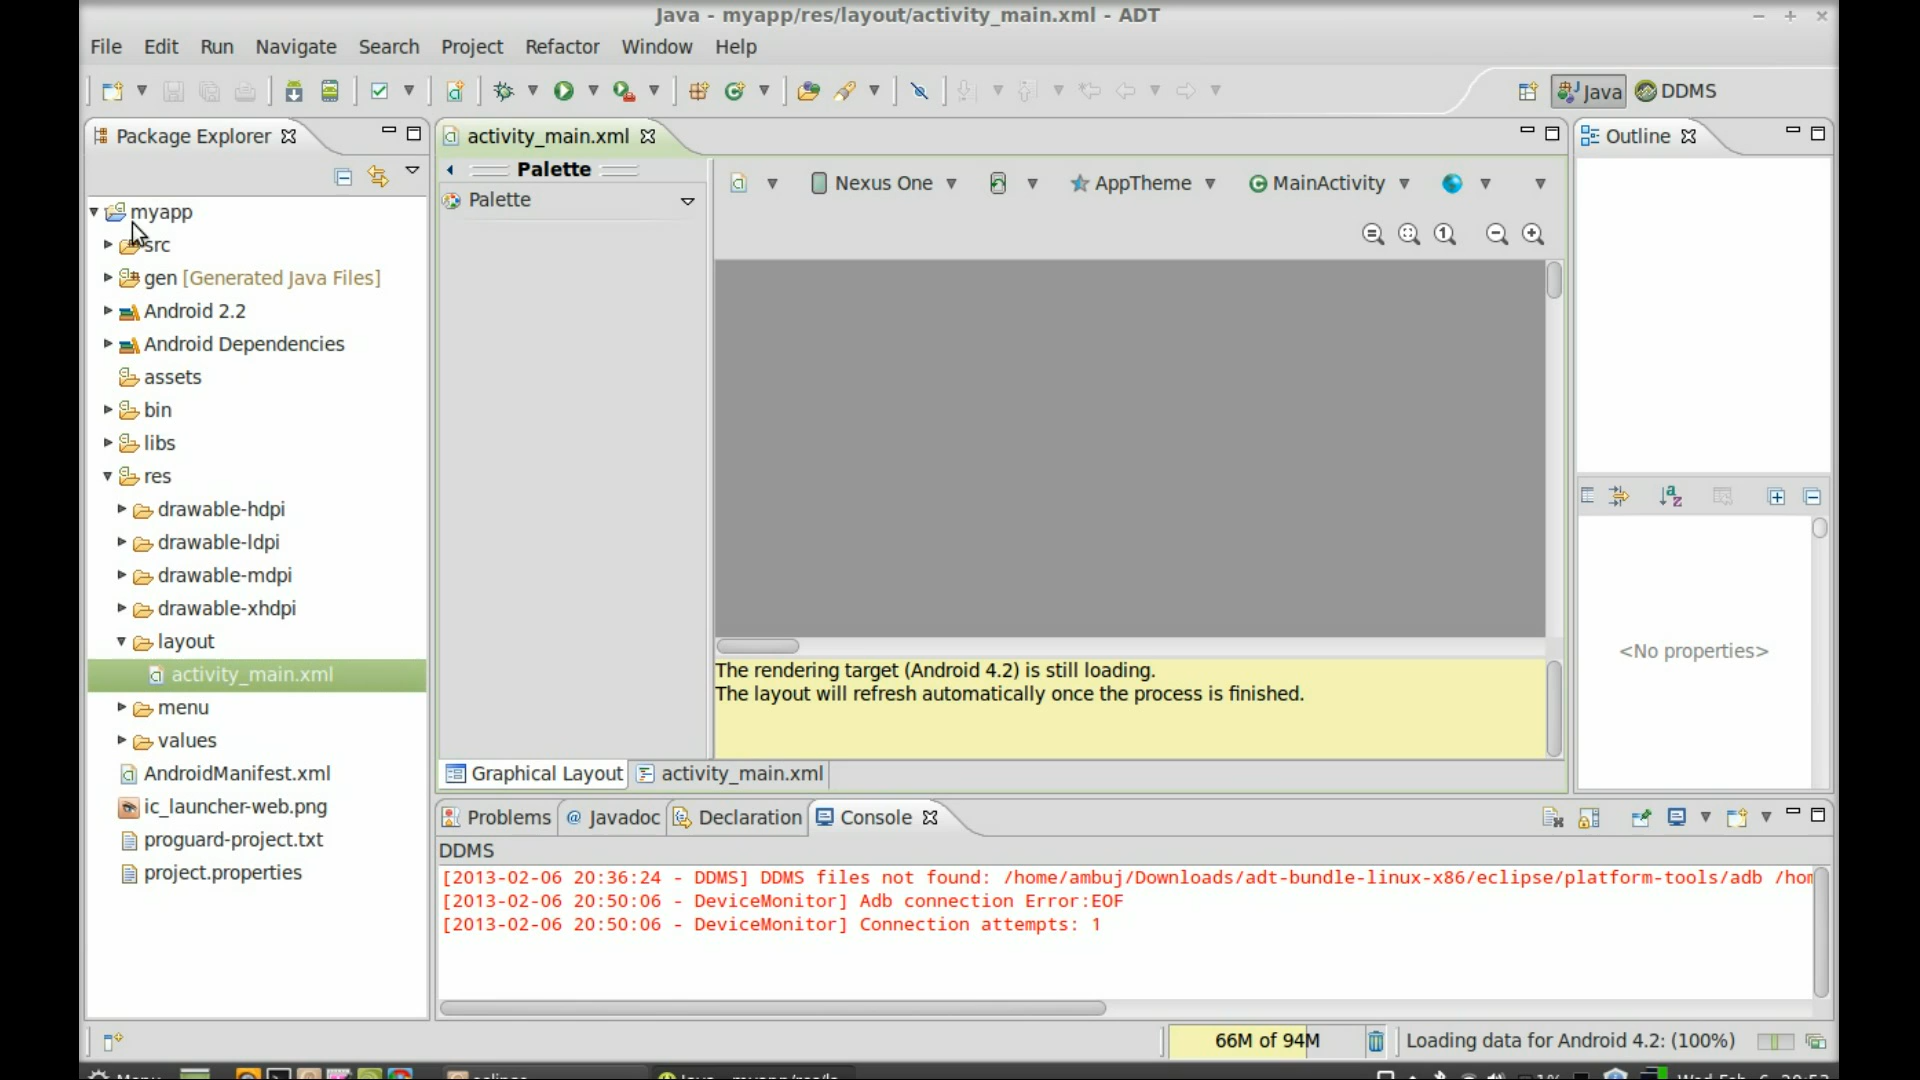 Java - myapp/res/layout/activity_main.xml - ADT
File Edit Run Navigate Search Project Refactor Window Help
Java DDMS
Package Explorer
myapp
src
gen [Generated Java Files]
Android 2.2
Android Dependencies
assets
bin
libs
res
drawable-hdpi
drawable-ldpi
drawable-mdpi
drawable-xhdpi
layout
activity_main.xml
menu
values
AndroidManifest.xml
ic_launcher-web.png
proguard-project.txt
project.properties
activity_main.xml
Palette
Palette
Nexus One AppTheme MainActivity
The rendering target (Android 4.2) is still loading.
The layout will refresh automatically once the process is finished.
Graphical Layout activity_main.xml
Outline
<No properties>
Problems @ Javadoc Declaration Console
DDMS
[2013-02-06 20:36:24 - DDMS] DDMS files not found: /home/ambuj/Downloads/adt-bundle-linux-x86/eclipse/platform-tools/adb /hom
[2013-02-06 20:50:06 - DeviceMonitor] Adb connection Error:EOF
[2013-02-06 20:50:06 - DeviceMonitor] Connection attempts: 1
66M of 94M
Loading data for Android 4.2: (100%)